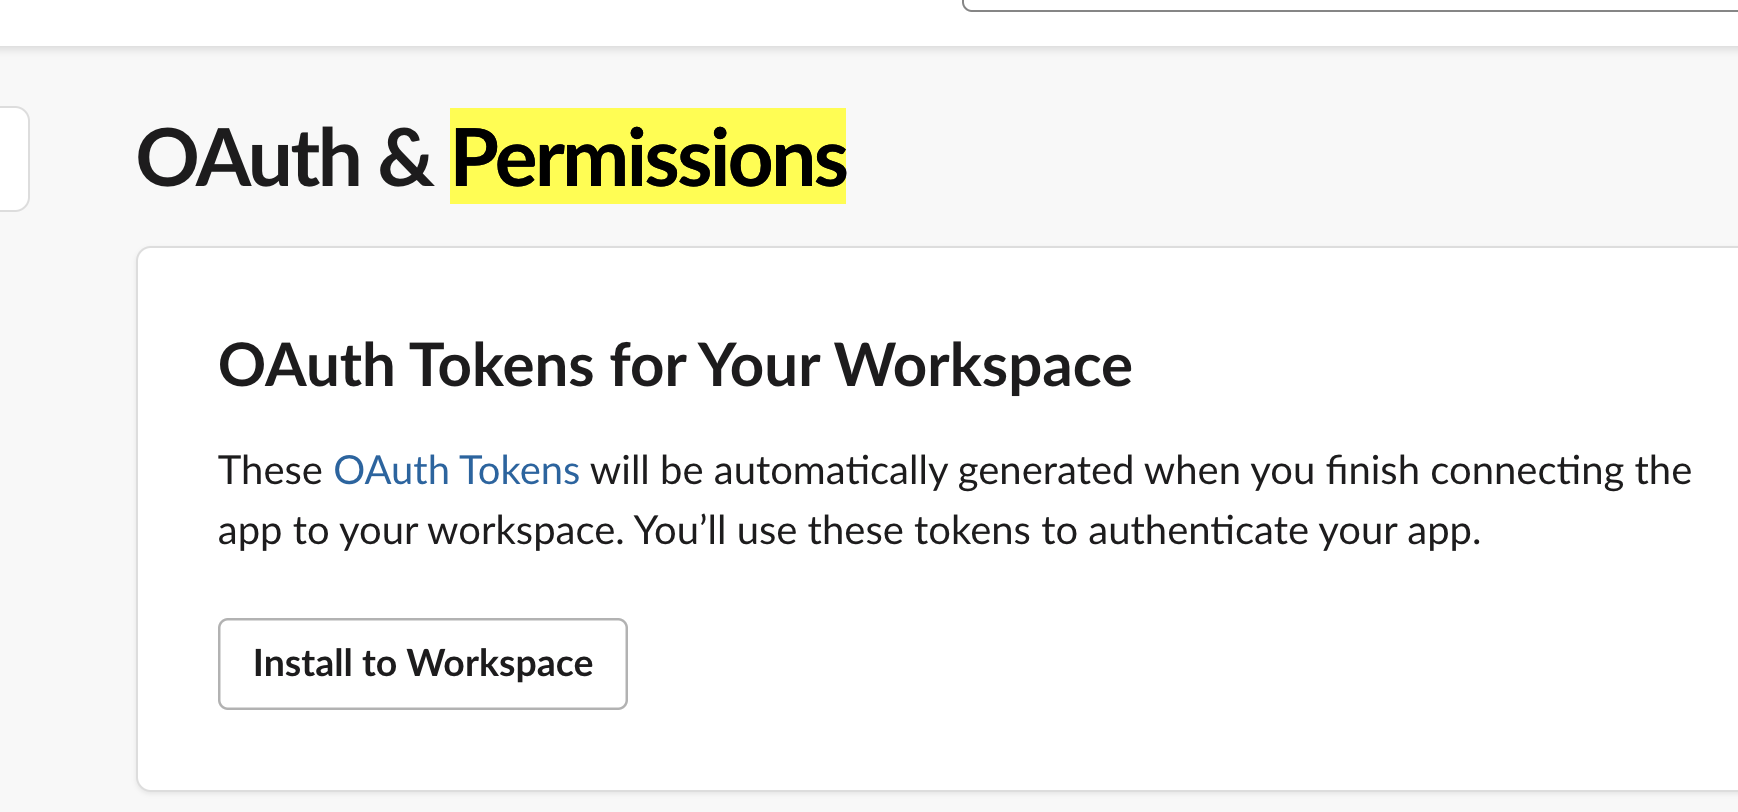 OAuth & Permissions
OAuth Tokens for Your Workspace
These OAuth Tokens will be automatically generated when you finish connecting the
app to your workspace. You’ll use these tokens to authenticate your app.
Install to Workspace